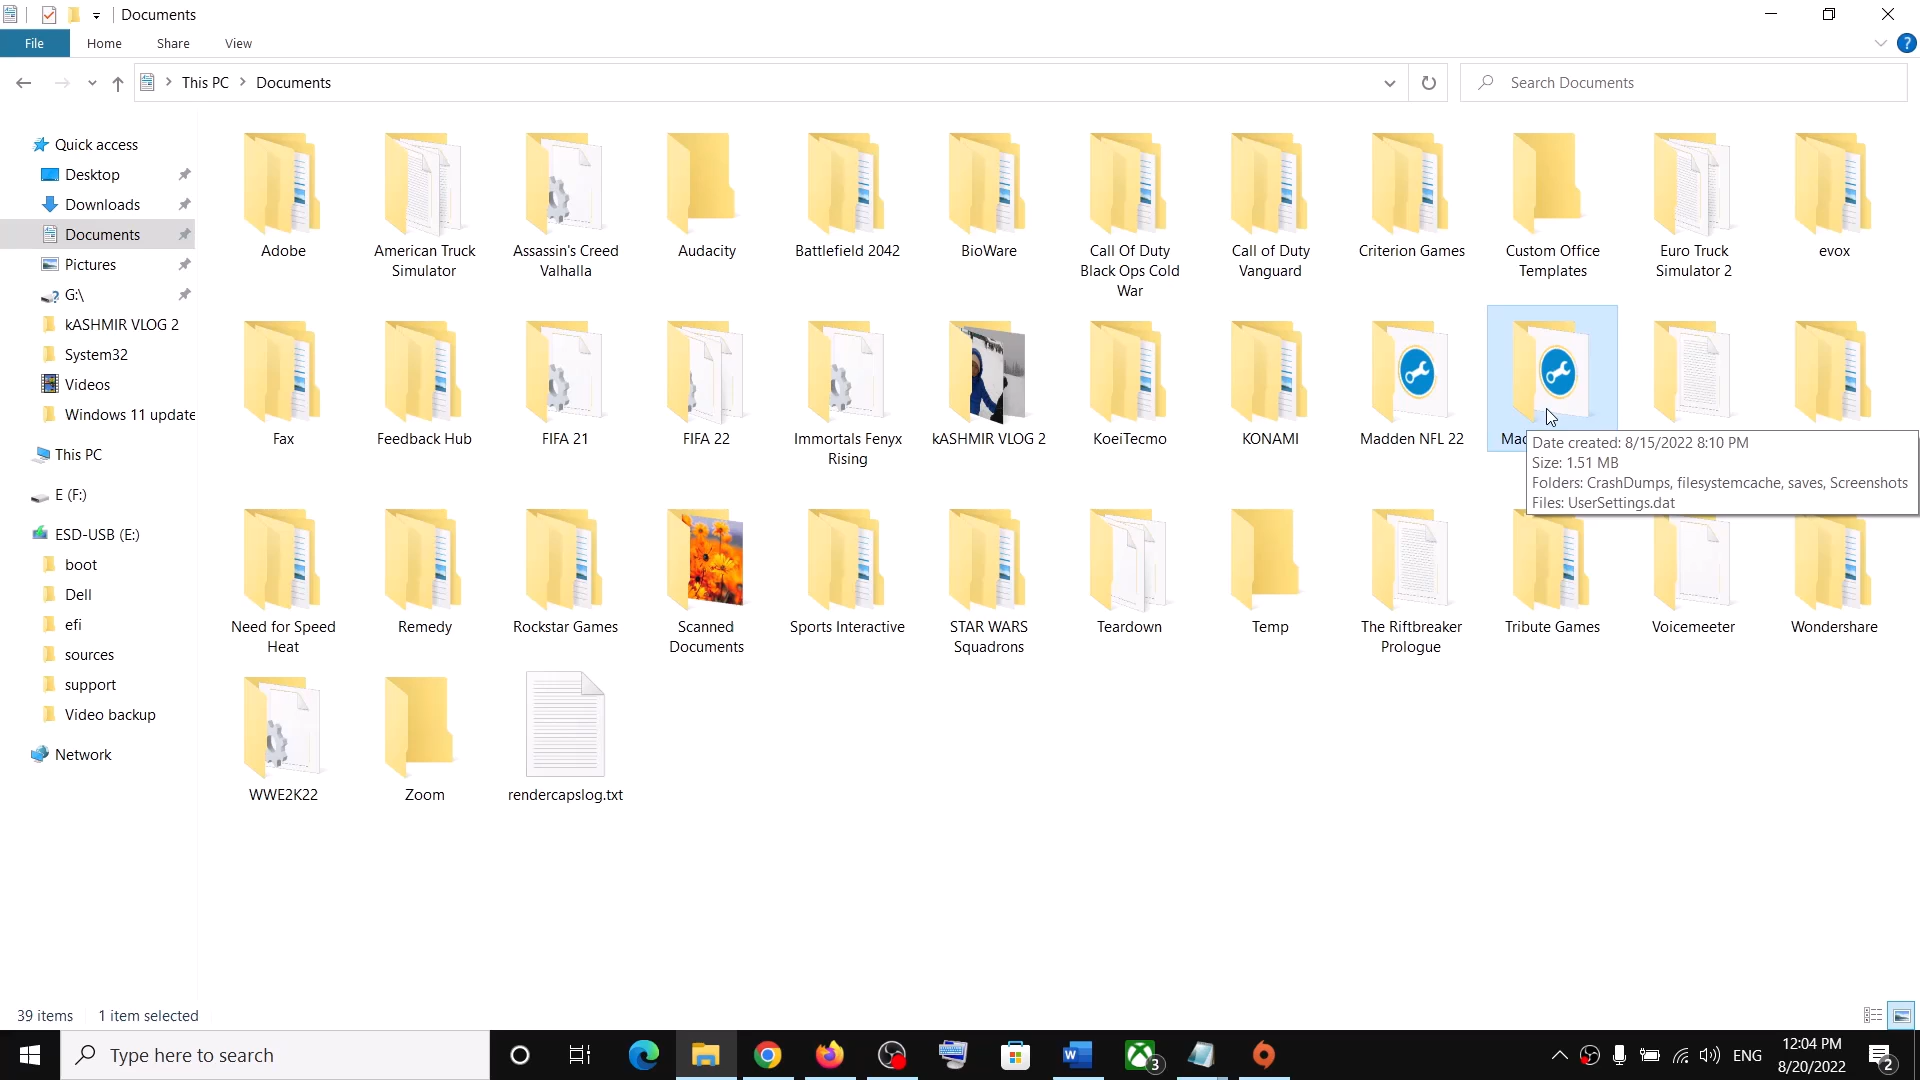 Documents
File Home Share View
This PC Documents
Search Documents
Quick access
Desktop
Downloads
Documents
Pictures
G:\
kASHMIR VLOG 2
System32
Videos
Windows 11 update
This PC
E (F:)
ESD-USB (E:)
boot
Dell
efi
sources
support
Video backup
Network
Adobe
American Truck
Simulator
Assassin's Creed
Valhalla
Audacity
Battlefield 2042
BioWare
Call Of Duty
Black Ops Cold
War
Call of Duty
Vanguard
Criterion Games
Custom Office
Templates
Euro Truck
Simulator 2
evox
Fax
Feedback Hub
FIFA 21
FIFA 22
Immortals Fenyx
Rising
kASHMIR VLOG 2
KoeiTecmo
KONAMI
Madden NFL 22
Date created: 8/15/2022 8:10 PM
Size: 1.51 MB
Folders: CrashDumps, filesystemcache, saves, Screenshots
Files: UserSettings.dat
Need for Speed
Heat
Remedy
Rockstar Games
Scanned
Documents
Sports Interactive
STAR WARS
Squadrons
Teardown
Temp
The Riftbreaker
Prologue
Tribute Games
Voicemeeter
Wondershare
WWE2K22
Zoom
rendercapslog.txt
39 items 1 item selected
Type here to search
3
ENG
12:04 PM
8/20/2022
2